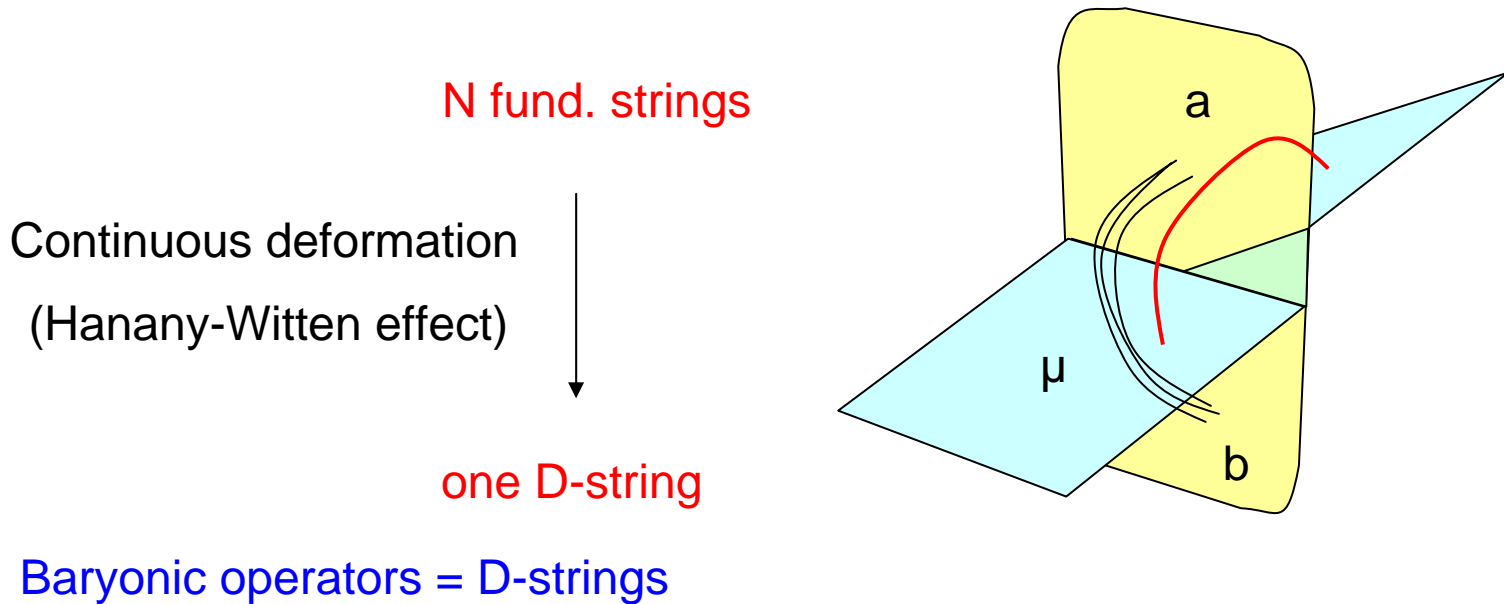 N fund. strings
a
Continuous deformation
(Hanany-Witten effect)
μ
b
one D-string
Baryonic operators = D-strings